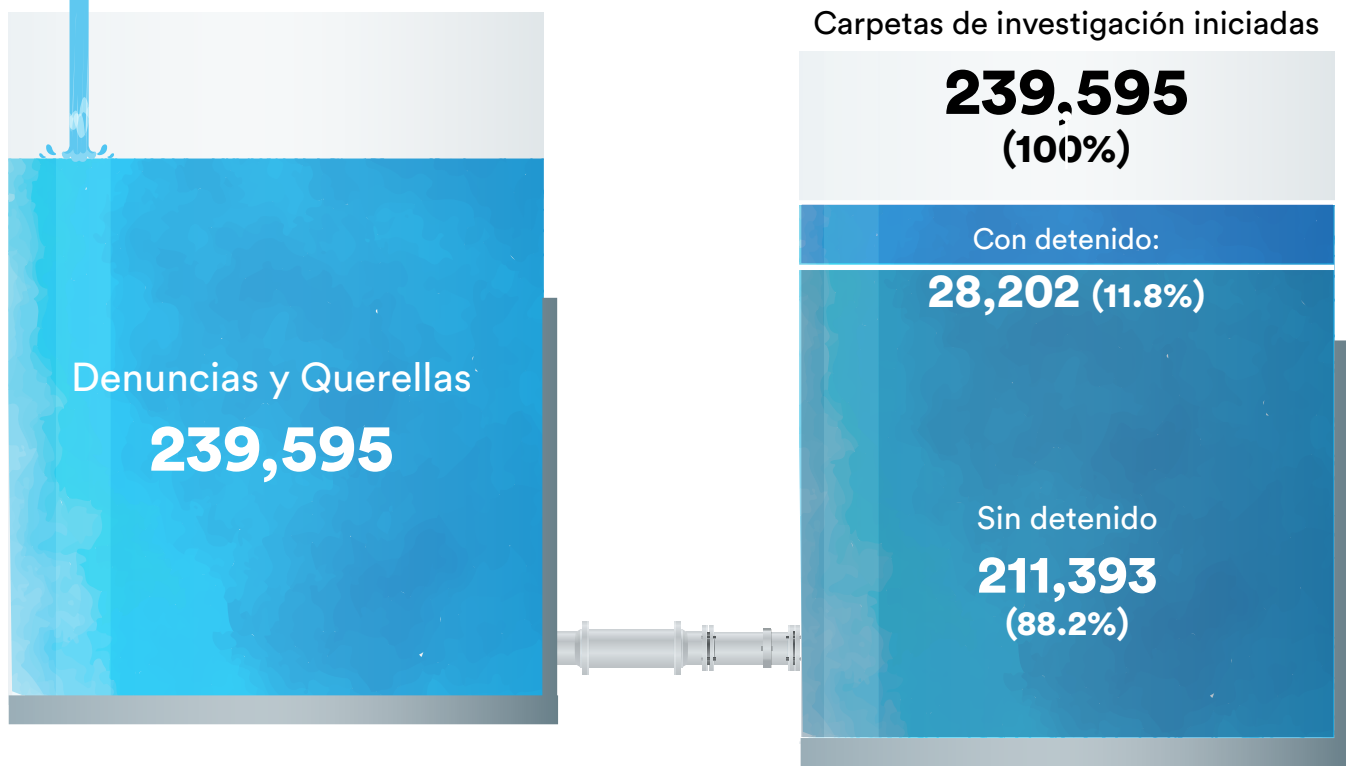 Denuncias y Querellas
239,595
Carpetas de investigación iniciadas
239,595
(100%)
Con detenido:
28,202 (11.8%)
Sin detenido
211,393
(88.2%)